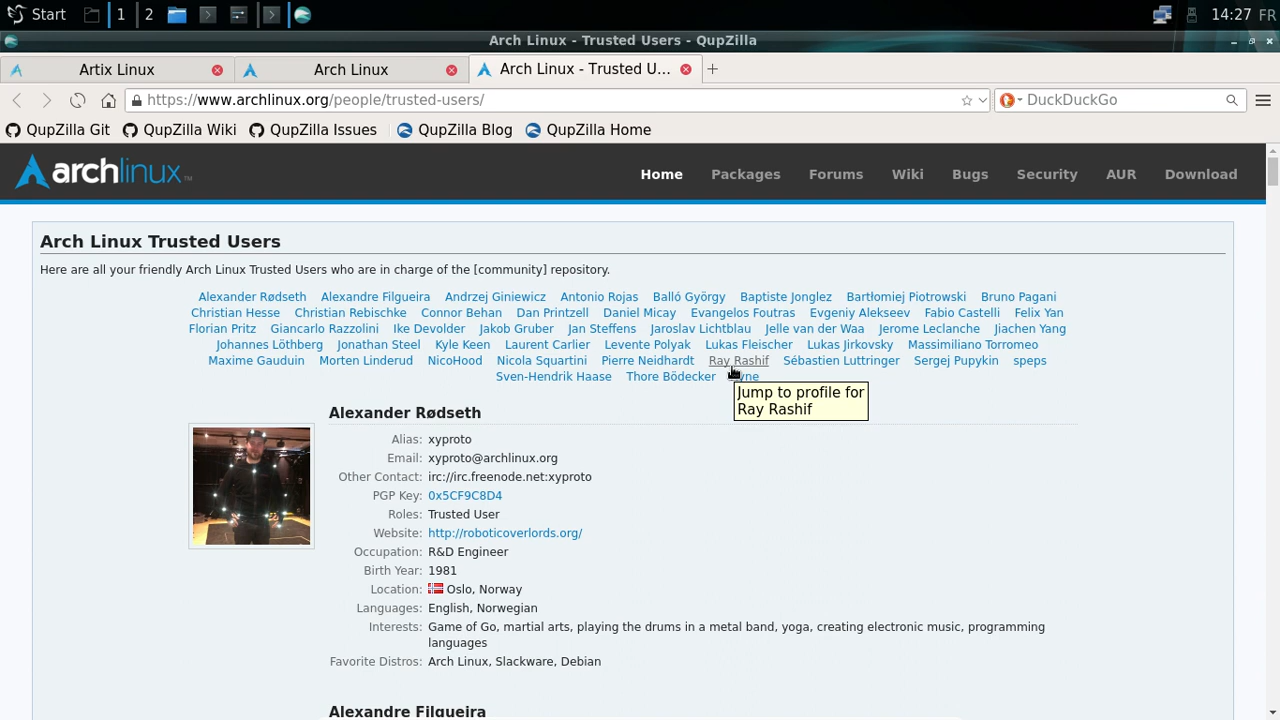 Start 1 2 14:27 FR
Arch Linux - Trusted Users - QupZilla
Artix Linux Arch Linux Arch Linux - Trusted U...
https://www.archlinux.org/people/trusted-users/ DuckDuckGo
QupZilla Git QupZilla Wiki QupZilla Issues QupZilla Blog QupZilla Home
archlinux™ Home Packages Forums Wiki Bugs Security AUR Download
Arch Linux Trusted Users
Here are all your friendly Arch Linux Trusted Users who are in charge of the [community] repository.
Alexander Rødseth Alexandre Filgueira Andrzej Giniewicz Antonio Rojas Balló György Baptiste Jonglez Bartłomiej Piotrowski Bruno Pagani
Christian Hesse Christian Rebischke Connor Behan Dan Printzell Daniel Micay Evangelos Foutras Evgeniy Alekseev Fabio Castelli Felix Yan
Florian Pritz Giancarlo Razzolini Ike Devolder Jakob Gruber Jan Steffens Jaroslav Lichtblau Jelle van der Waa Jerome Leclanche Jiachen Yang
Johannes Löthberg Jonathan Steel Kyle Keen Laurent Carlier Levente Polyak Lukas Fleischer Lukas Jirkovsky Massimiliano Torromeo
Maxime Gauduin Morten Linderud NicoHood Nicola Squartini Pierre Neidhardt Ray Rashif Sébastien Luttringer Sergej Pupykin speps
Sven-Hendrik Haase Thore Bödecker
Jump to profile for
Ray Rashif
Alexander Rødseth
Alias: xyproto
Email: xyproto@archlinux.org
Other Contact: irc://irc.freenode.net:xyproto
PGP Key: 0x5CF9C8D4
Roles: Trusted User
Website: http://roboticoverlords.org/
Occupation: R&D Engineer
Birth Year: 1981
Location: Oslo, Norway
Languages: English, Norwegian
Interests: Game of Go, martial arts, playing the drums in a metal band, yoga, creating electronic music, programming
languages
Favorite Distros: Arch Linux, Slackware, Debian
Alexandre Filgueira